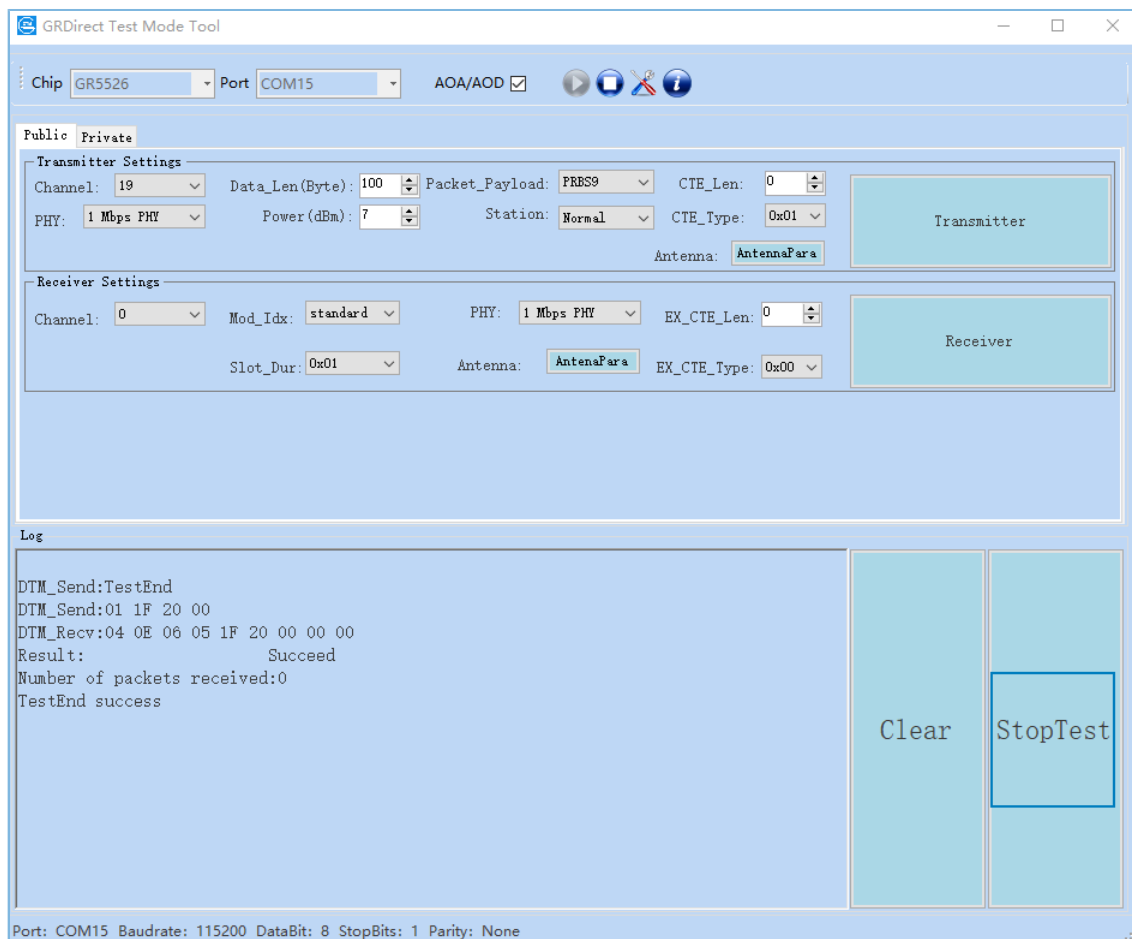 GRDirect Test Mode Tool
Chip GR5526 Port COM15 AOA/AOD
Public Private
Transmitter Settings
Channel: 19 Data_Len(Byte): 100 Packet_Payload: PRBS9 CTE_Len: 0
PHY: 1 Mbps PHY Power(dBm): 7 Station: Normal CTE_Type: 0x01
Transmitter
Antenna: AntennaPara
Receiver Settings
Channel: 0 Mod_Idx: standard PHY: 1 Mbps PHY EX_CTE_Len: 0
Receiver
Slot_Dur: 0x01 Antenna: AntenaPara EX_CTE_Type: 0x00
Log
DTM_Send:TestEnd
DTM_Send:01 1F 20 00
DTM_Recv:04 0E 06 05 1F 20 00 00 00
Result: Succeed
Number of packets received:0
TestEnd success
Clear StopTest
Port: COM15 Baudrate: 115200 DataBit: 8 StopBits: 1 Parity: None